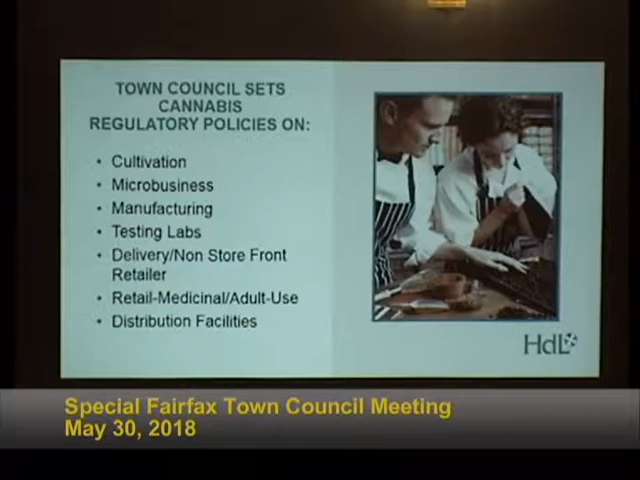 TOWN COUNCIL SETS
CANNABIS
REGULATORY POLICIES ON:
• Cultivation
• Microbusiness
• Manufacturing
• Testing Labs
• Delivery/Non Store Front
Retailer
• Retail-Medicinal/Adult-Use
• Distribution Facilities
HdL
Special Fairfax Town Council Meeting
May 30, 2018